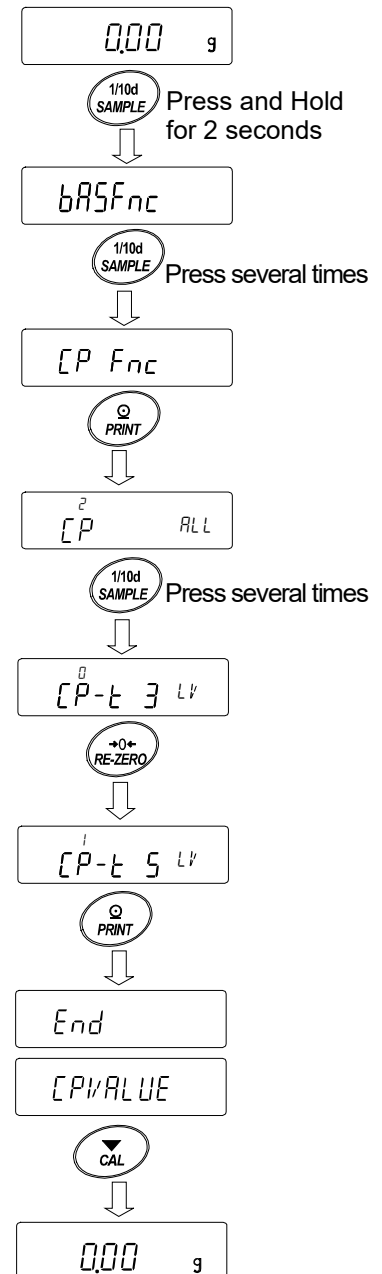 0.00 g
1/10d
SAMPLE
Press and Hold
for 2 seconds
bASFnc
1/10d
SAMPLE
Press several times
CP Fnc
PRINT
2
CP ALL
1/10d
SAMPLE
Press several times
0
CP-t 3 LV
→0←
RE-ZERO
1
CP-t 5 LV
PRINT
End
CPVALUE
CAL
0.00 g